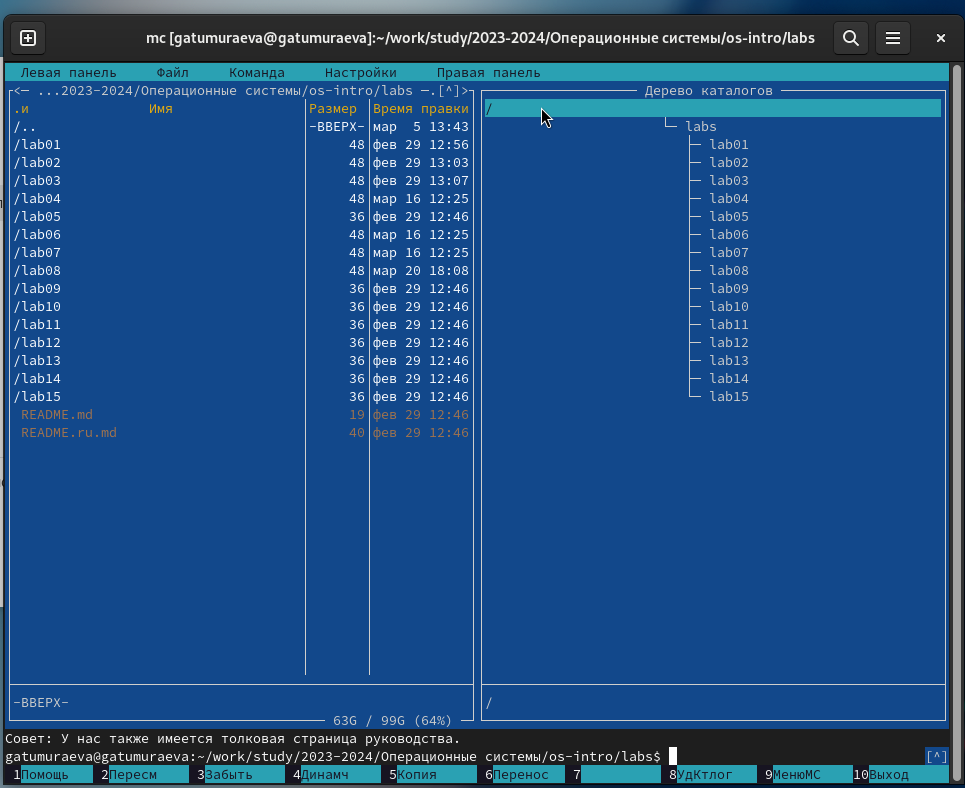 mc [gatumuraeva@gatumuraeva]:~/work/study/2023-2024/Операционные системы/os-intro/labs
Левая панель Файл Команда Настройки Правая панель
<─ ...2023-2024/Операционные системы/os-intro/labs ─.[^]>
.и Имя Размер Время правки
/.. -ВВЕРХ- мар 5 13:43
/lab01 48 фев 29 12:56
/lab02 48 фев 29 13:03
/lab03 48 фев 29 13:07
/lab04 48 мар 16 12:25
/lab05 36 фев 29 12:46
/lab06 48 мар 16 12:25
/lab07 48 мар 16 12:25
/lab08 48 мар 20 18:08
/lab09 36 фев 29 12:46
/lab10 36 фев 29 12:46
/lab11 36 фев 29 12:46
/lab12 36 фев 29 12:46
/lab13 36 фев 29 12:46
/lab14 36 фев 29 12:46
/lab15 36 фев 29 12:46
README.md 19 фев 29 12:46
README.ru.md 40 фев 29 12:46
-ВВЕРХ-
63G / 99G (64%)
Дерево каталогов
/
labs
lab01
lab02
lab03
lab04
lab05
lab06
lab07
lab08
lab09
lab10
lab11
lab12
lab13
lab14
lab15
/
Совет: У нас также имеется толковая страница руководства.
gatumuraeva@gatumuraeva:~/work/study/2023-2024/Операционные системы/os-intro/labs$ [^]
1Помощь 2Пересм 3Забыть 4Динамч 5Копия 6Перенос 7 8УдКтлог 9МенюМС 10Выход